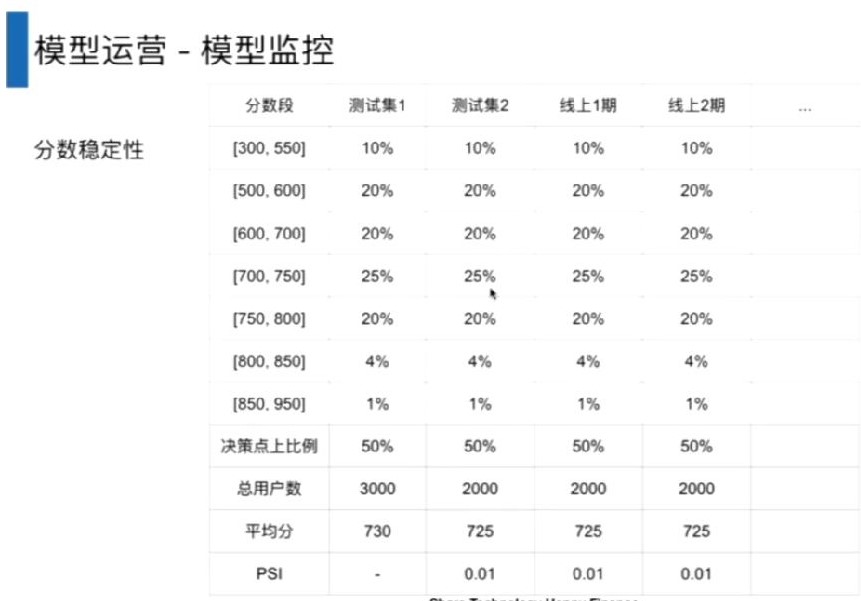 模型运营 - 模型监控
分数段 测试集1 测试集2 线上1期 线上2期 ...
分数稳定性 [300, 550] 10% 10% 10% 10%
[500, 600] 20% 20% 20% 20%
[600, 700] 20% 20% 20% 20%
[700, 750] 25% 25% 25% 25%
[750, 800] 20% 20% 20% 20%
[800, 850] 4% 4% 4% 4%
[850, 950] 1% 1% 1% 1%
决策点上比例 50% 50% 50% 50%
总用户数 3000 2000 2000 2000
平均分 730 725 725 725
PSI - 0.01 0.01 0.01